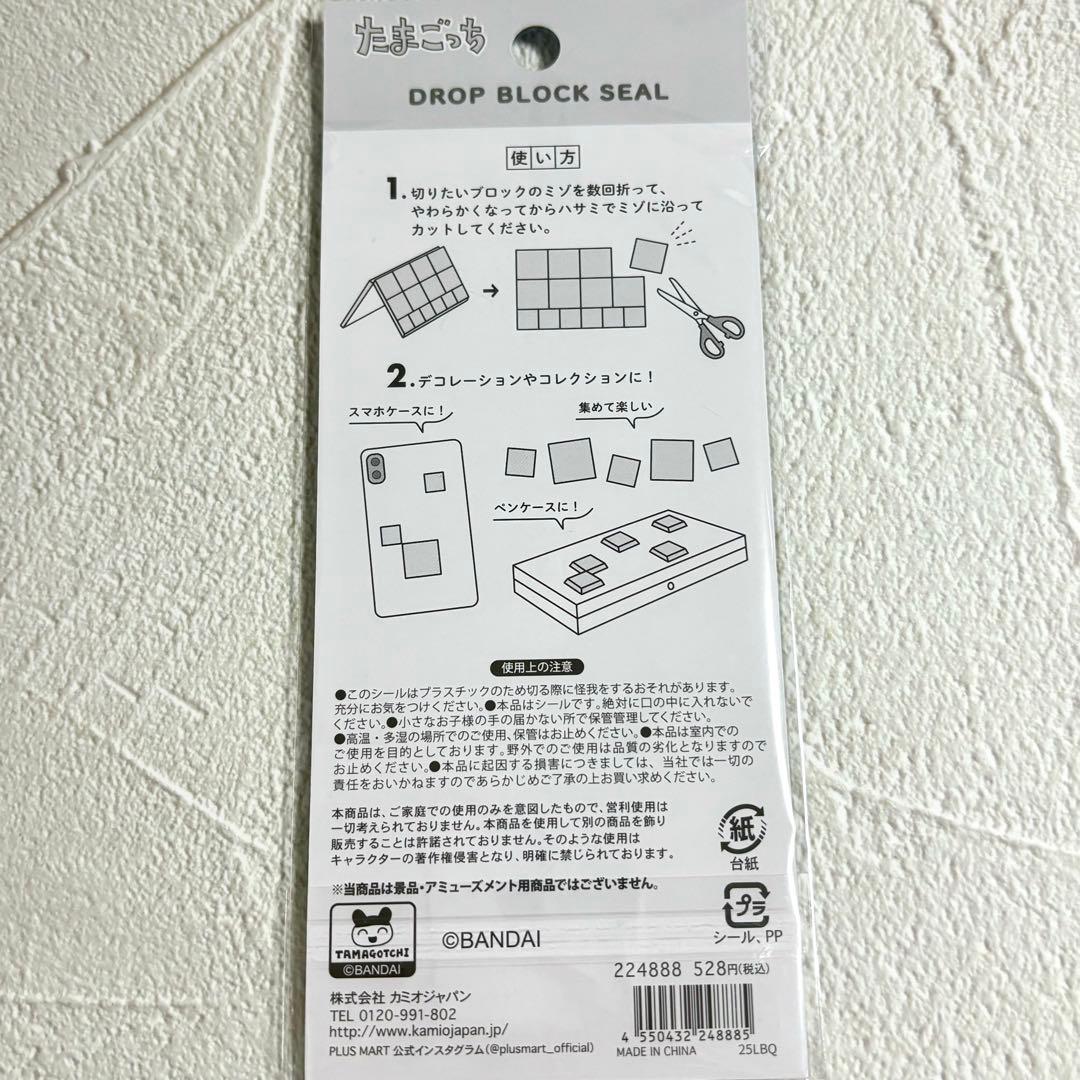 たまごっち
DROP BLOCK SEAL
使い方
1.切りたいブロックのミゾを数回折って、
やわらかくなってからハサミでミゾに沿って
カットしてください。
2.デコレーションやコレクションに!
スマホケースに!
集めて楽しい
ペンケースに!
使用上の注意
●このシールはプラスチックのため切る際に怪我をするおそれがあります。
充分にお気をつけください。●本品はシールです。絶対に口の中に入れないで
ください。●小さなお子様の手の届かない所で保管管理してください。
●高温・多湿の場所でのご使用、保管はお止めください。●本品は室内での
ご使用を目的としております。野外でのご使用は品質の劣化となりますので
お止めください。●本品に起因する損害につきましては、当社では一切の
責任をおいかねますのであらかじめご了承の上お買い求めください。
本商品は、ご家庭での使用のみを意図したもので、営利使用は
一切考えられておりません。本商品を使用して別の商品を飾り
販売することは許諾されておりません。そのような使用は
キャラクターの著作権侵害となり、明確に禁じられております。
紙
台紙
※当商品は景品・アミューズメント用商品ではございません。
プラ
シール、PP
TAMAGOTCHI
©BANDAI
©BANDAI
224888 528円(税込)
株式会社 カミオジャパン
TEL 0120-991-802
http://www.kamiojapan.jp/
PLUS MART 公式インスタグラム(@plusmart_official)
4 550432 248885
MADE IN CHINA 25LBQ